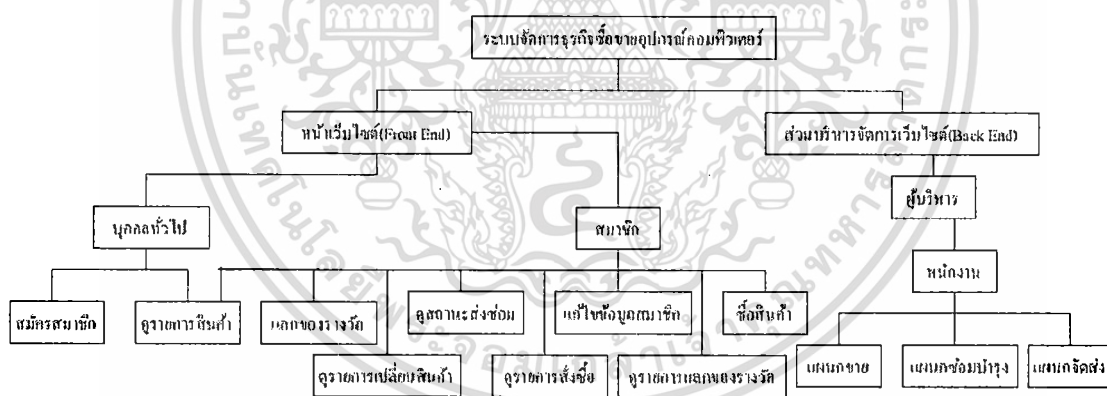 ระบบจัดการธุรกิจซื้อขายอุปกรณ์คอมพิวเตอร์
หน้าเว็บไซต์(Front End)
ส่วนบริหารจัดการเว็บไซต์(Back End)
บุคคลทั่วไป
สมาชิก
ผู้บริหาร
พนักงาน
สมัครสมาชิก
ดูรายการสินค้า
แลกของรางวัล
ดูสถานะส่งซ่อม
แก้ไขข้อมูลสมาชิก
ซื้อสินค้า
ดูรายการเปลี่ยนสินค้า
ดูรายการสั่งซื้อ
ดูรายการแลกของรางวัล
แผนกขาย
แผนกซ่อมบำรุง
แผนกจัดส่ง